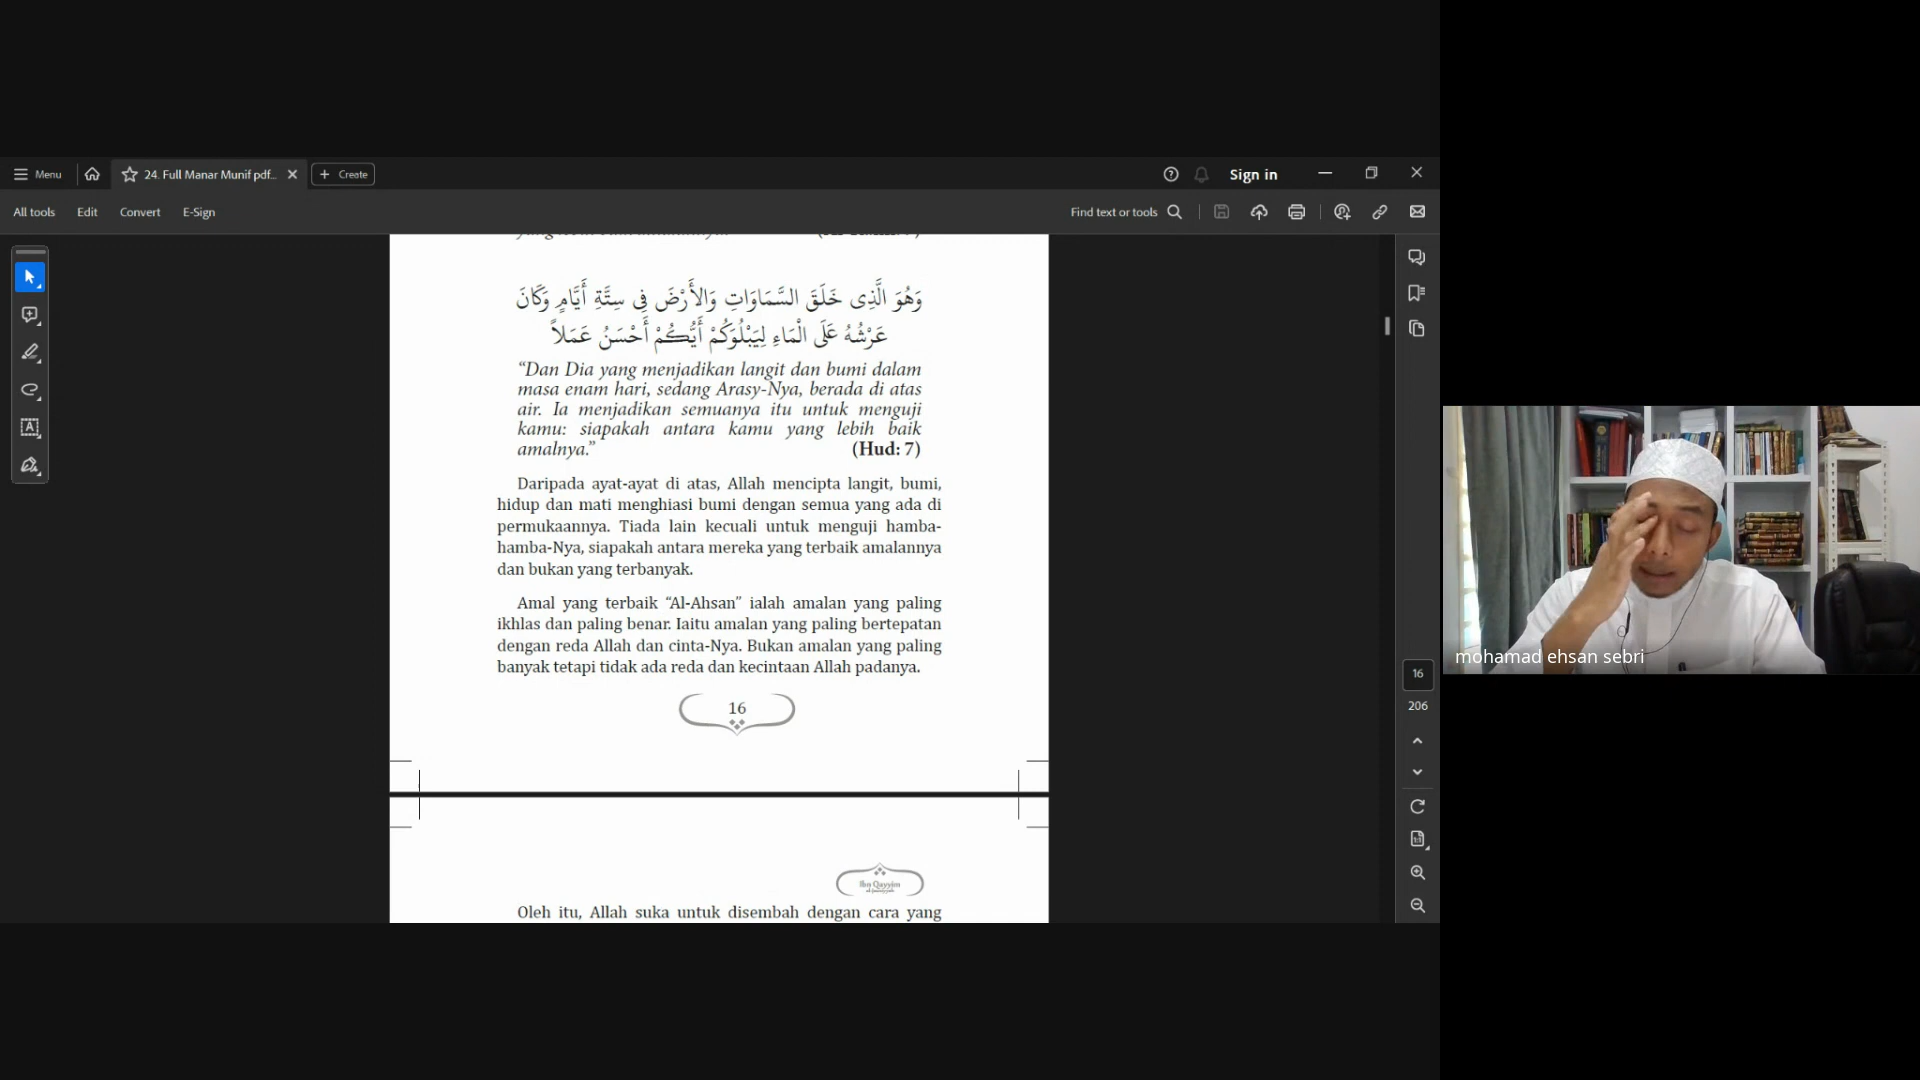 Menu
24. Full Manar Munif pdf...
Create
Sign in
All tools
Edit
Convert
E-Sign
Find text or tools
وَهُوَ الَّذِى خَلَقَ السَّمَاوَاتِ وَالأَرْضَ فِى سِتَّةِ أَيَّامٍ وَكَانَ
عَرْشُهُ عَلَى الْمَاءِ لِيَبْلُوَكُمْ أَيُّكُمْ أَحْسَنُ عَمَلاً
“Dan Dia yang menjadikan langit dan bumi dalam
masa enam hari, sedang Arasy-Nya, berada di atas
air. Ia menjadikan semuanya itu untuk menguji
kamu: siapakah antara kamu yang lebih baik
amalnya.” (Hud: 7)
Daripada ayat-ayat di atas, Allah mencipta langit, bumi,
hidup dan mati menghiasi bumi dengan semua yang ada di
permukaannya. Tiada lain kecuali untuk menguji hamba-
hamba-Nya, siapakah antara mereka yang terbaik amalannya
dan bukan yang terbanyak.
Amal yang terbaik “Al-Ahsan” ialah amalan yang paling
ikhlas dan paling benar. Iaitu amalan yang paling bertepatan
dengan reda Allah dan cinta-Nya. Bukan amalan yang paling
banyak tetapi tidak ada reda dan kecintaan Allah padanya.
16
Ibn Qayyim
Oleh itu, Allah suka untuk disembah dengan cara yang
16
206
mohamad ehsan sebri